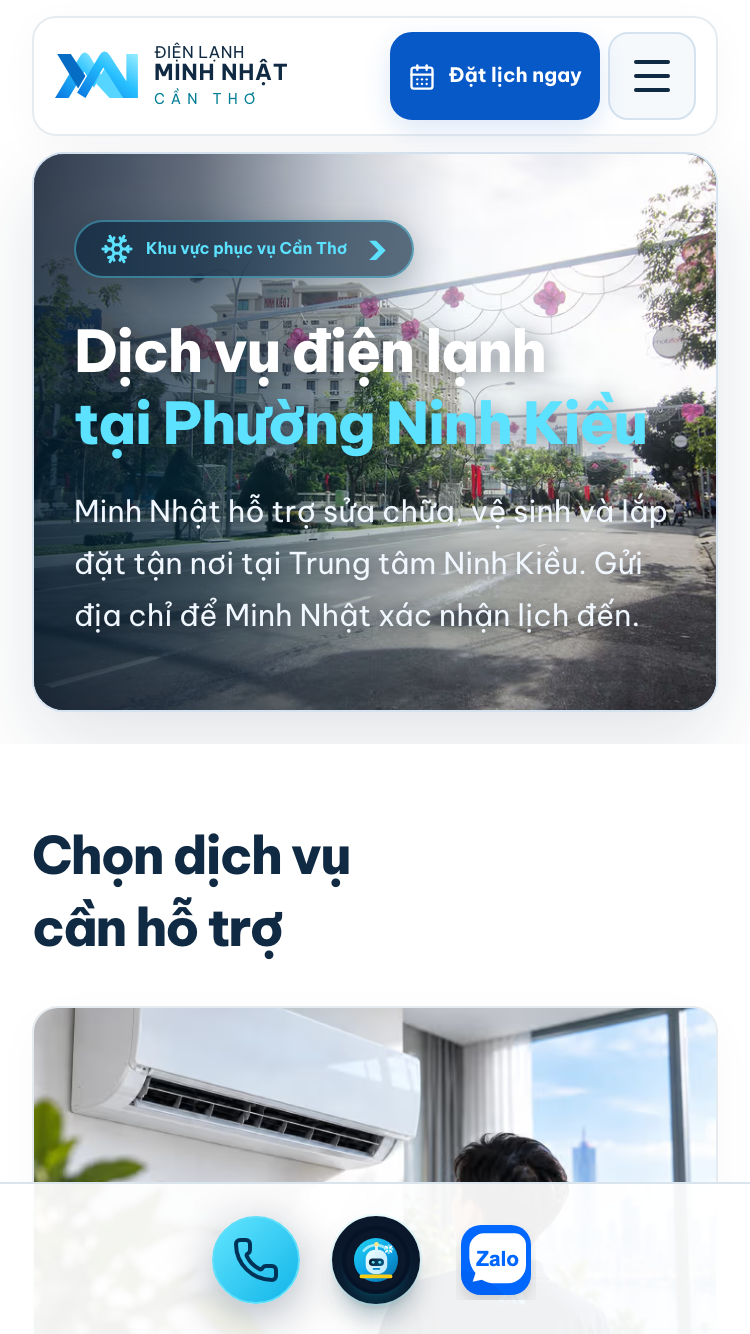 ĐIỆN LẠNH
MINH NHẬT
CẦN THƠ
Đặt lịch ngay
Khu vực phục vụ Cần Thơ
Dịch vụ điện lạnh
tại Phường Ninh Kiều
Minh Nhật hỗ trợ sửa chữa, vệ sinh và lắp
đặt tận nơi tại Trung tâm Ninh Kiều. Gửi
địa chỉ để Minh Nhật xác nhận lịch đến.
Chọn dịch vụ
cần hỗ trợ
Zalo